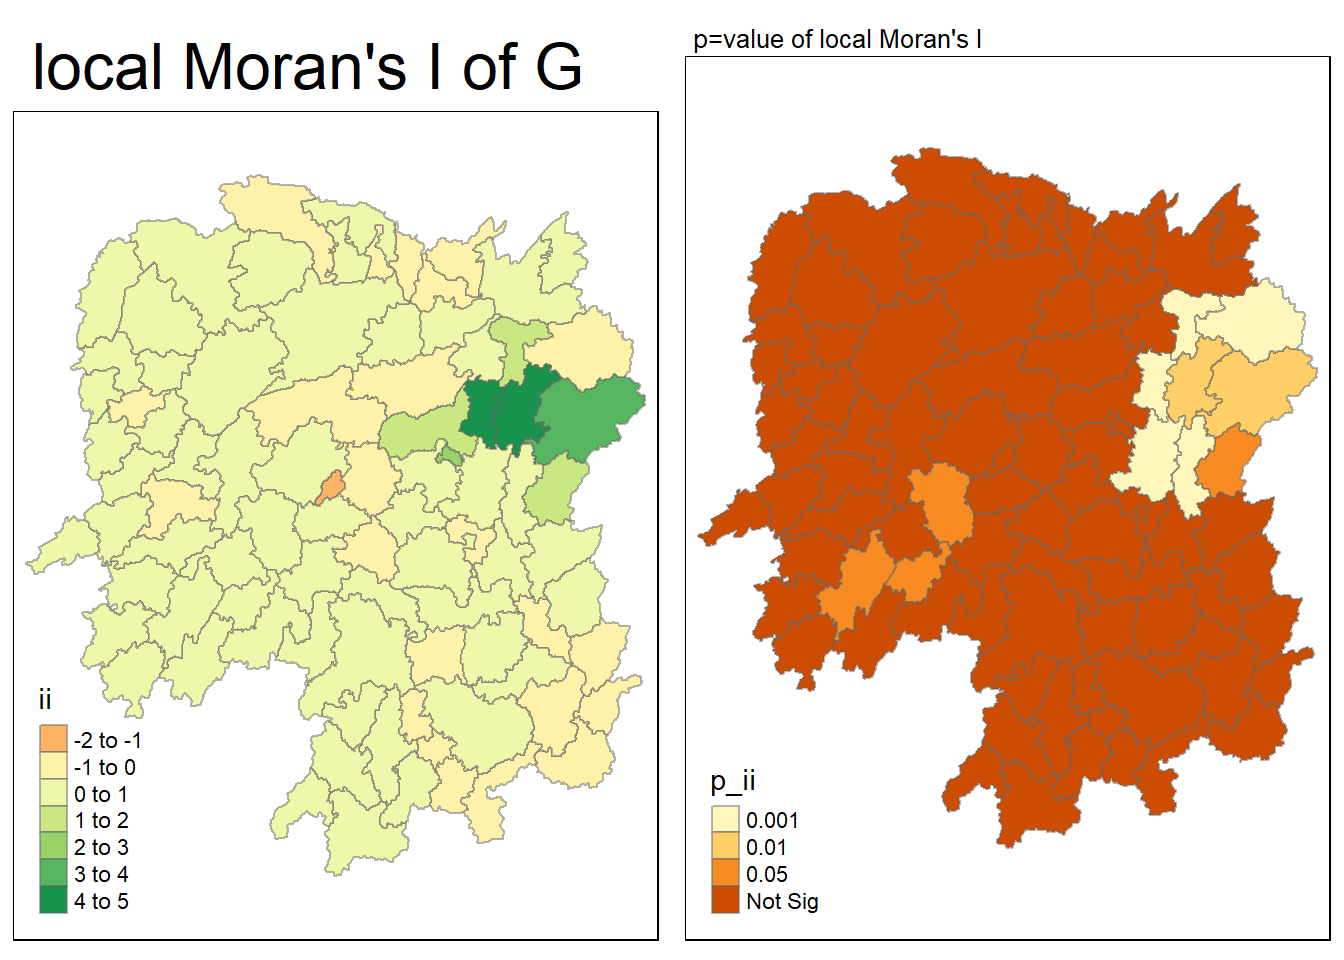 local Moran's I of G
ii
-2 to -1
-1 to 0
0 to 1
1 to 2
2 to 3
3 to 4
4 to 5
p=value of local Moran's I
p_ii
0.001
0.01
0.05
Not Sig